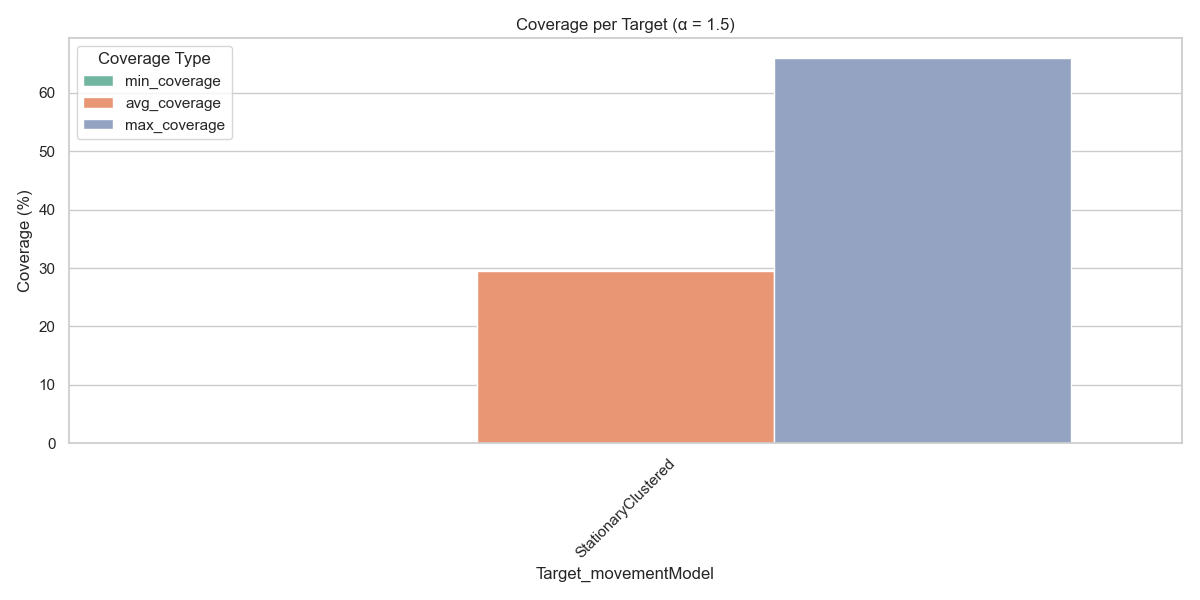 Coverage per Target (α = 1.5)
Coverage Type
min_coverage
avg_coverage
max_coverage
Coverage (%)
60
50
40
30
20
10
0
StationaryClustered
Target_movementModel